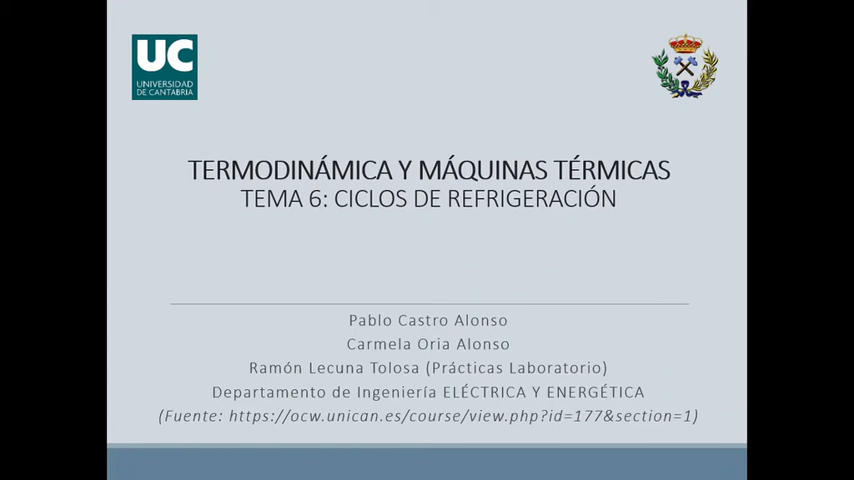 UC
UNIVERSIDAD
DE CANTABRIA
TERMODINÁMICA Y MÁQUINAS TÉRMICAS
TEMA 6: CICLOS DE REFRIGERACIÓN
Pablo Castro Alonso
Carmela Oria Alonso
Ramón Lecuna Tolosa (Prácticas Laboratorio)
Departamento de Ingeniería ELÉCTRICA Y ENERGÉTICA
(Fuente: https://ocw.unican.es/course/view.php?id=177&section=1)